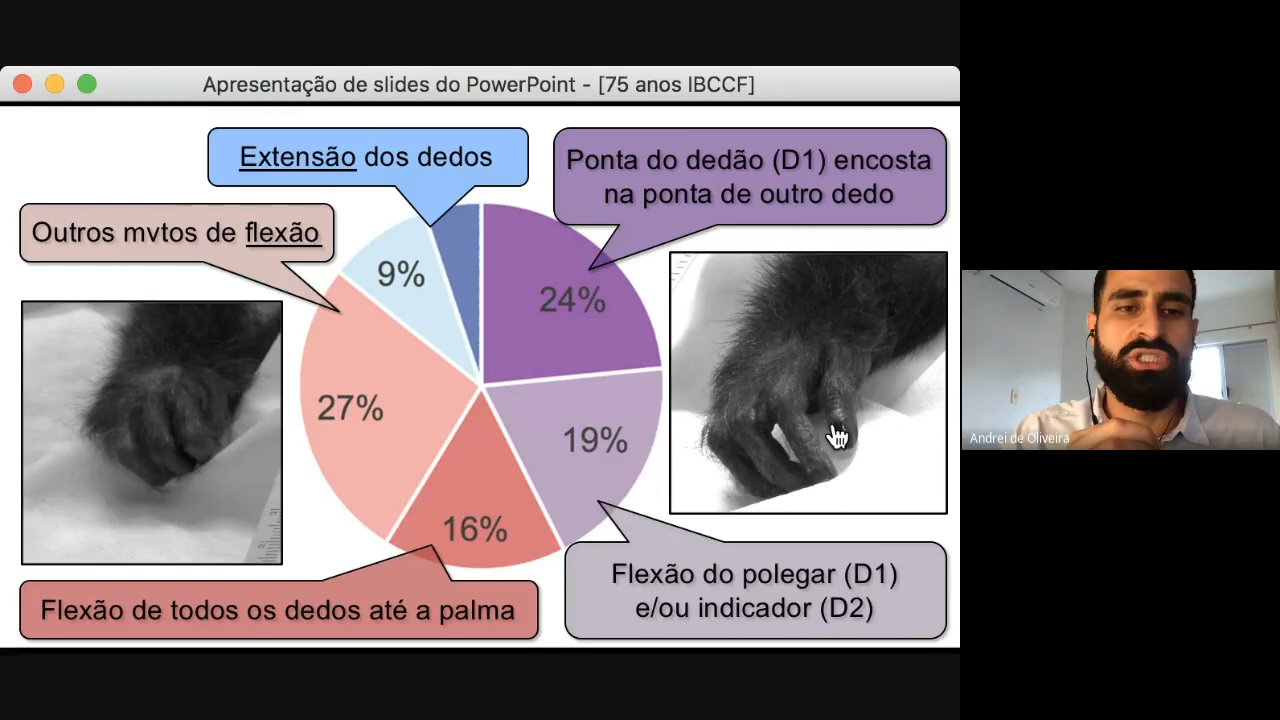 Apresentação de slides do PowerPoint - [75 anos IBCCF]
Extensão dos dedos
Ponta do dedão (D1) encosta
na ponta de outro dedo
Outros mvtos de flexão
9%
24%
27%
19%
16%
Flexão do polegar (D1)
e/ou indicador (D2)
Flexão de todos os dedos até a palma
Andrei de Oliveira